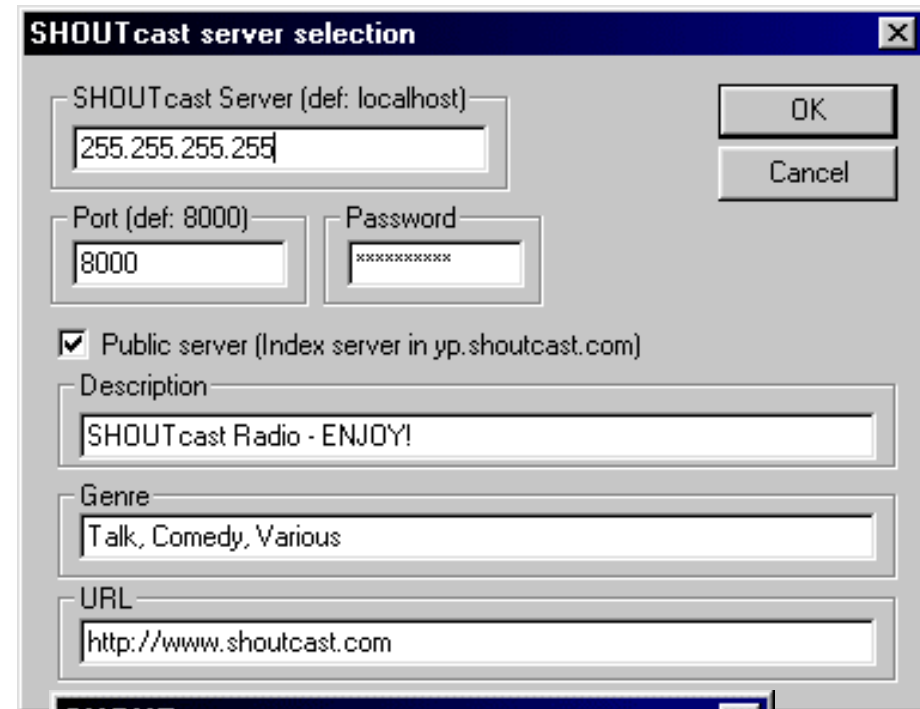 SHOUTcast server selection
SHOUTcast Server (def: localhost)
OK
255.255.255.255
Cancel
Port (def: 8000)
Password
8000
××××××××××
Public server (Index server in yp.shoutcast.com)
Description
SHOUTcast Radio - ENJOY!
Genre
Talk, Comedy, Various
URL
http://www.shoutcast.com